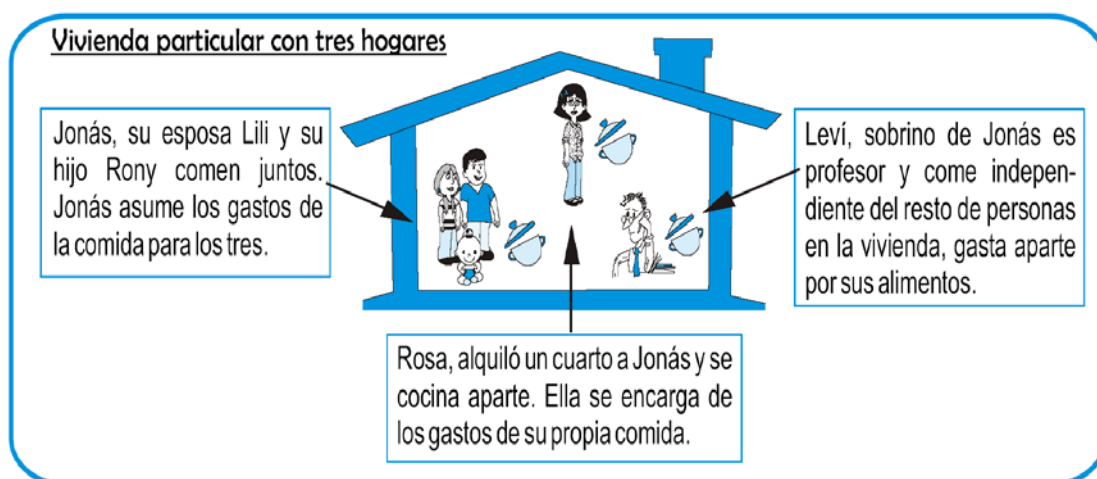 Vivienda particular con tres hogares
Jonás, su esposa Lili y su
hijo Rony comen juntos.
Jonás asume los gastos de
la comida para los tres.
Leví, sobrino de Jonás es
profesor y come indepen-
diente del resto de personas
en la vivienda, gasta aparte
por sus alimentos.
Rosa, alquiló un cuarto a Jonás y se
cocina aparte. Ella se encarga de
los gastos de su propia comida.